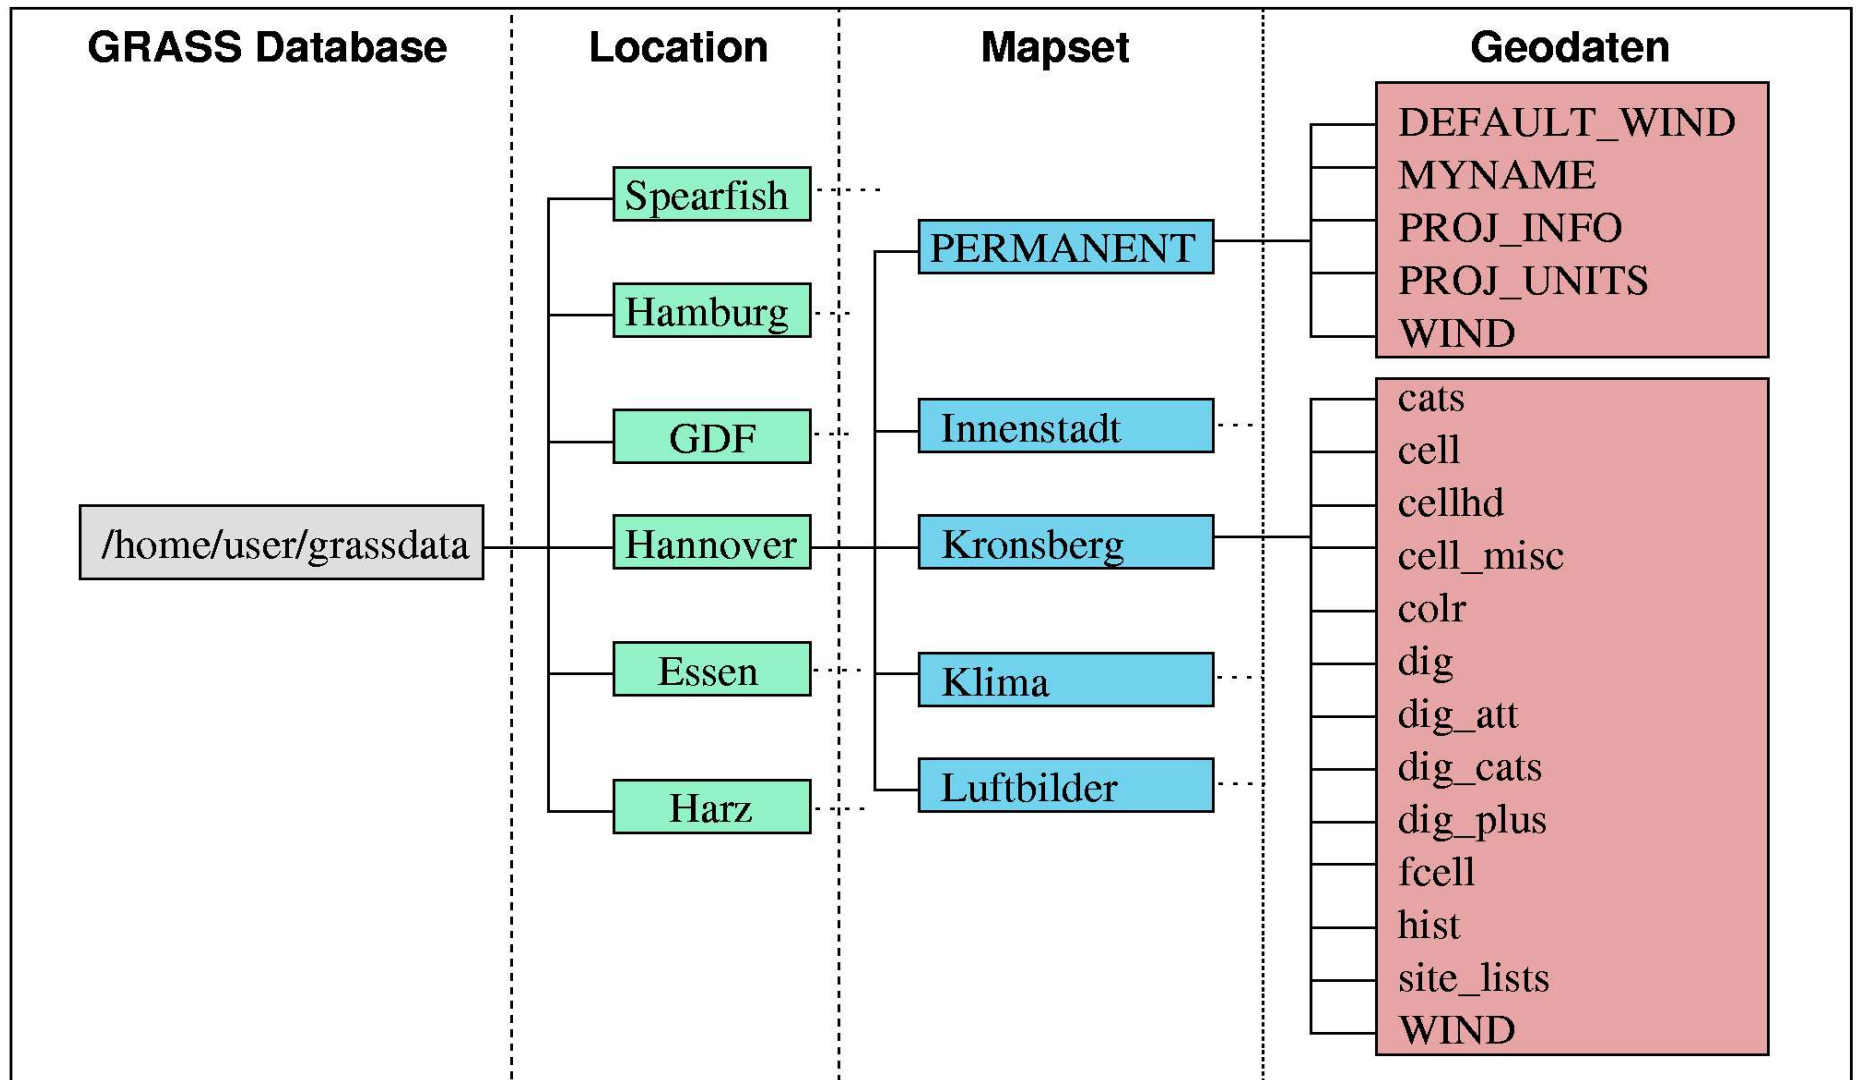 GRASS Database
Location
Mapset
Geodaten
/home/user/grassdata
Spearfish
Hamburg
GDF
Hannover
Essen
Harz
PERMANENT
Innenstadt
Kronsberg
Klima
Luftbilder
DEFAULT_WIND
MYNAME
PROJ_INFO
PROJ_UNITS
WIND
cats
cell
cellhd
cell_misc
colr
dig
dig_att
dig_cats
dig_plus
fcell
hist
site_lists
WIND